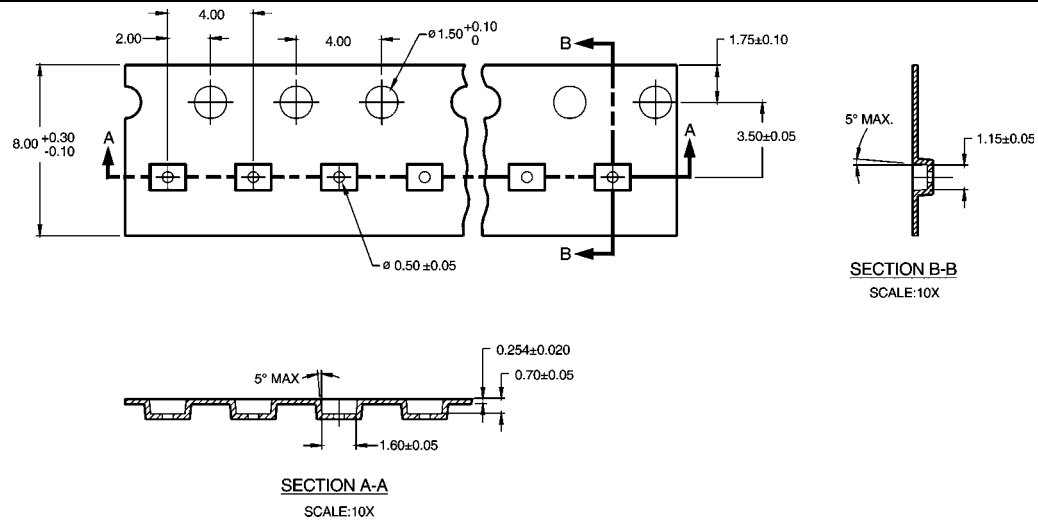 4.00
2.00
4.00
ø1.50 +0.10 0
B
1.75±0.10
8.00 +0.30 -0.10
A
A
3.50±0.05
5° MAX.
1.15±0.05
B
ø 0.50±0.05
SECTION B-B
SCALE:10X
0.254±0.020
5° MAX
0.70±0.05
1.60±0.05
SECTION A-A
SCALE:10X